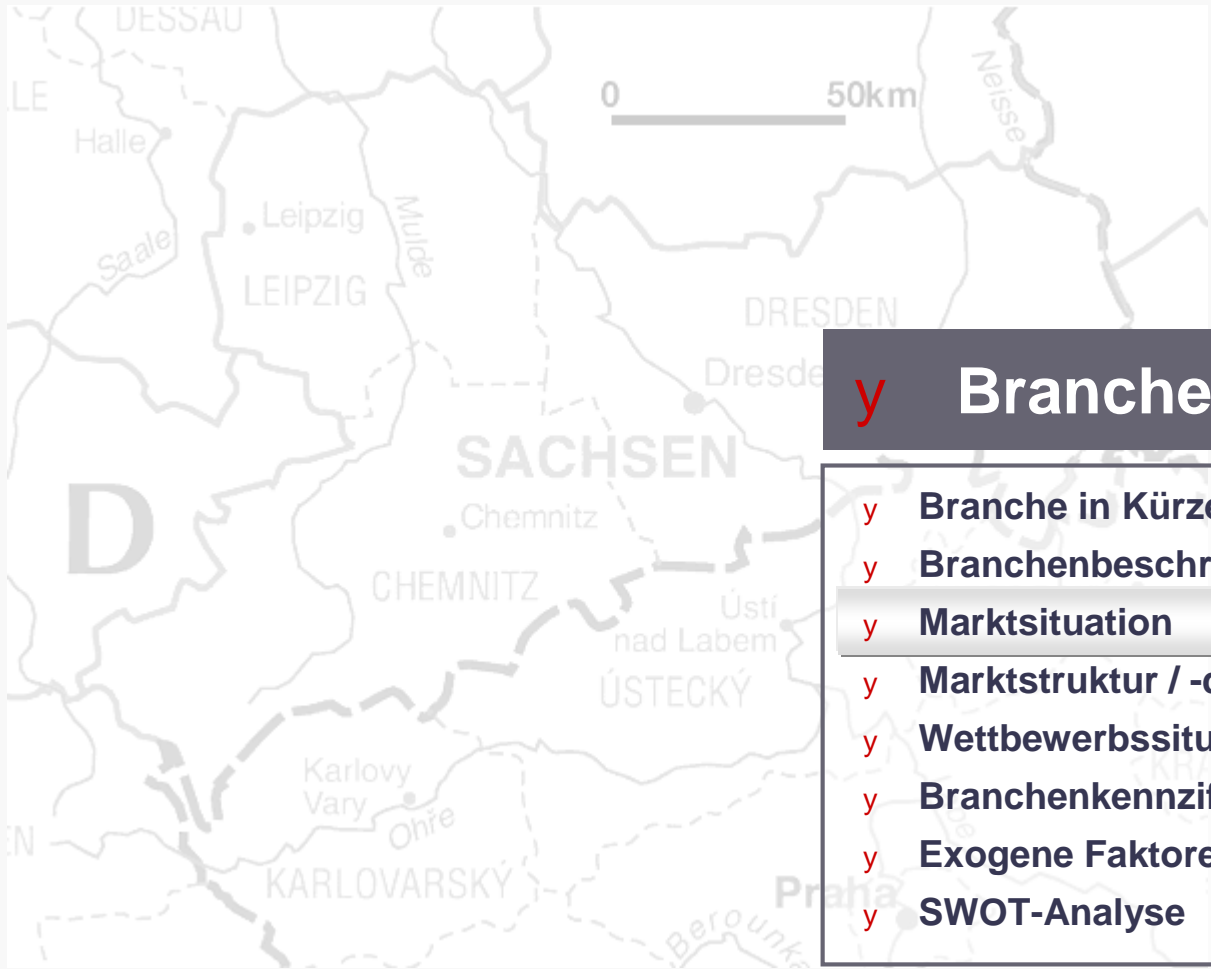 DESSAU
LE
Halle
0 50km
Neisse
Leipzig
Mulde
Saale
LEIPZIG
DRESDEN
Dresde
y Branche
SACHSEN
D
Chemnitz
CHEMNITZ
Ústí
nad Labem
ÚSTECKÝ
Karlovy
Vary
Ohře
EN
KARLOVARSKÝ
Praha
Berounka
KRÁ
y Branche in Kürze
y Branchenbeschr
y Marktsituation
y Marktstruktur / -d
y Wettbewerbssitu
y Branchenkennzif
y Exogene Faktore
y SWOT-Analyse